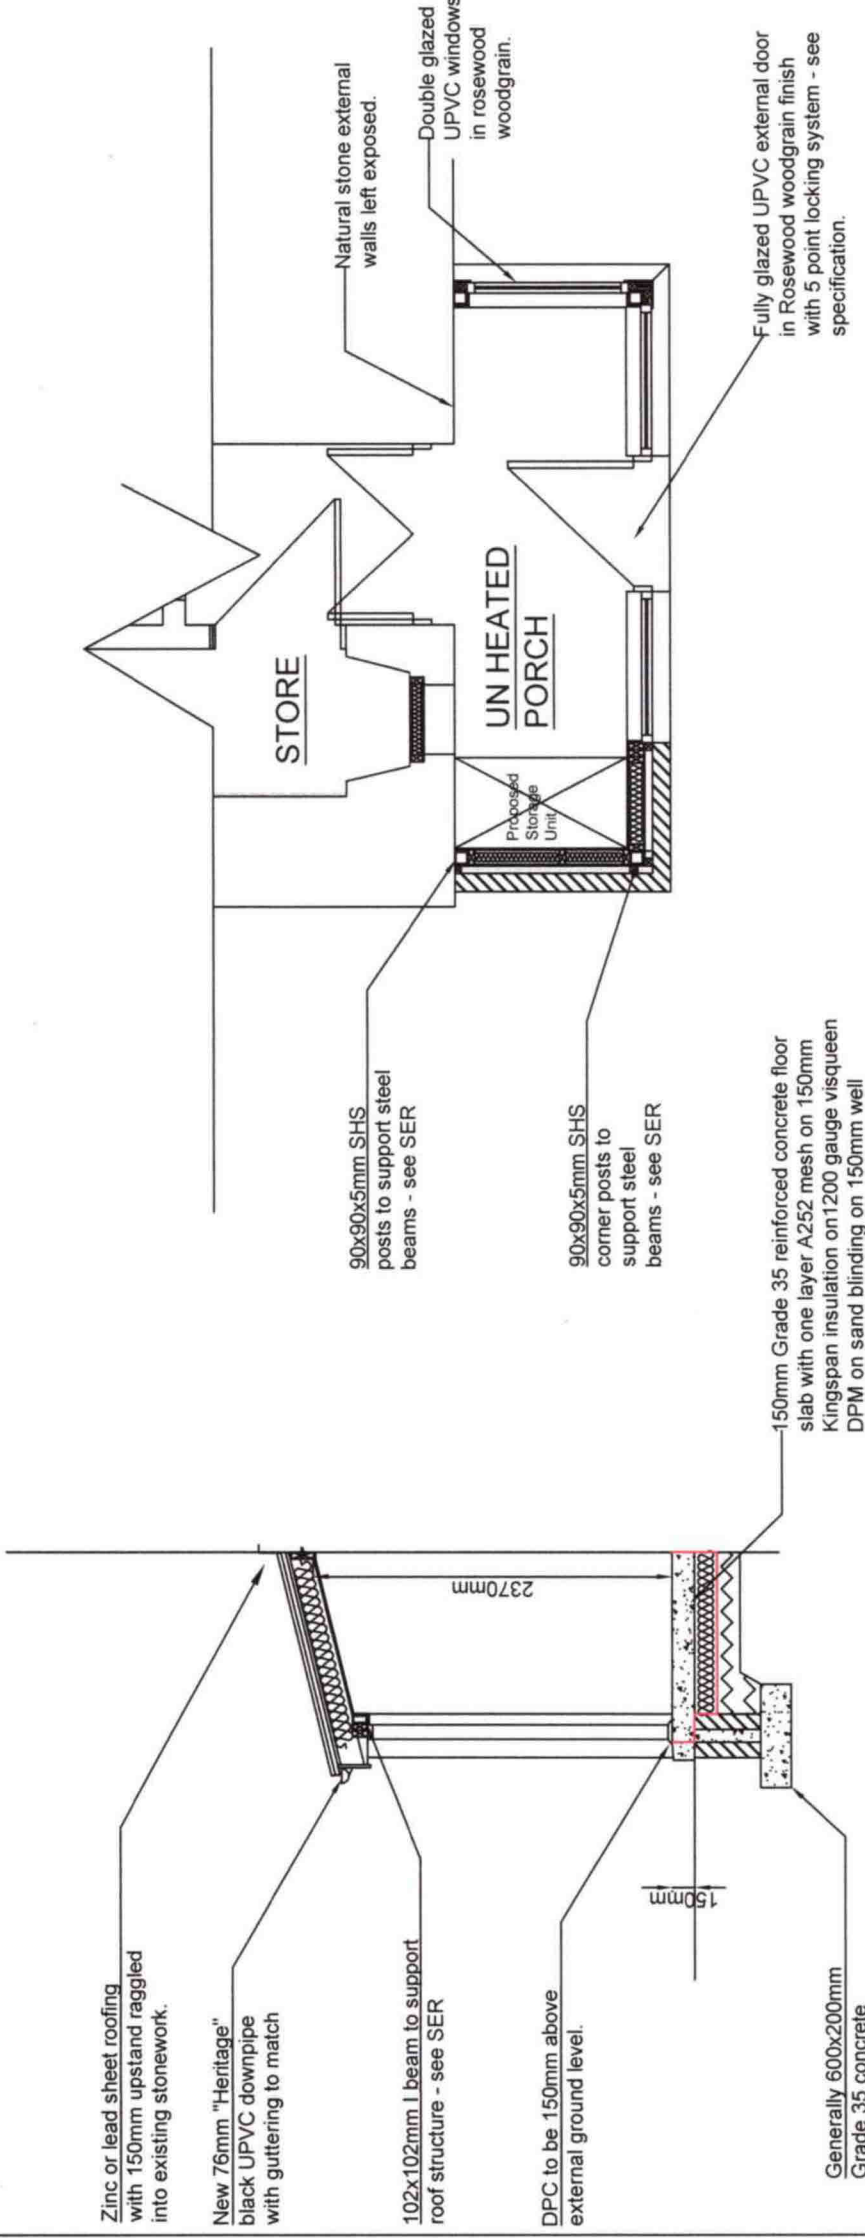 Zinc or lead sheet roofing
with 150mm upstand raggled
into existing stonework.
New 76mm "Heritage"
black UPVC downpipe
with guttering to match
102x102mm I beam to support
roof structure - see SER
DPC to be 150mm above
external ground level.
Generally 600x200mm
Grade 35 concrete
2370mm
150mm
150mm Grade 35 reinforced concrete floor
slab with one layer A252 mesh on 150mm
Kingspan insulation on1200 gauge visqueen
DPM on sand blinding on 150mm well
90x90x5mm SHS
posts to support steel
beams - see SER
90x90x5mm SHS
corner posts to
support steel
beams - see SER
STORE
UN HEATED
PORCH
Proposed
Storage
Unit
Natural stone external
walls left exposed.
Double glazed
UPVC windows
in rosewood
woodgrain.
Fully glazed UPVC external door
in Rosewood woodgrain finish
with 5 point locking system - see
specification.